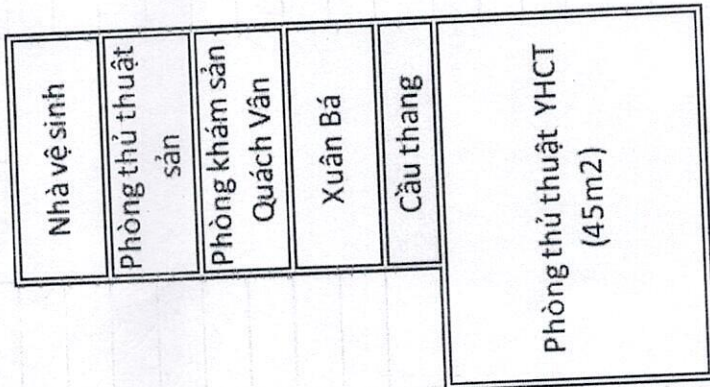 Nhà vệ sinh
Phòng thủ thuật
sản
Phòng khám sản
Quách Vân
Xuân Bá
Cầu thang
Phòng thủ thuật YHCT
(45m2)